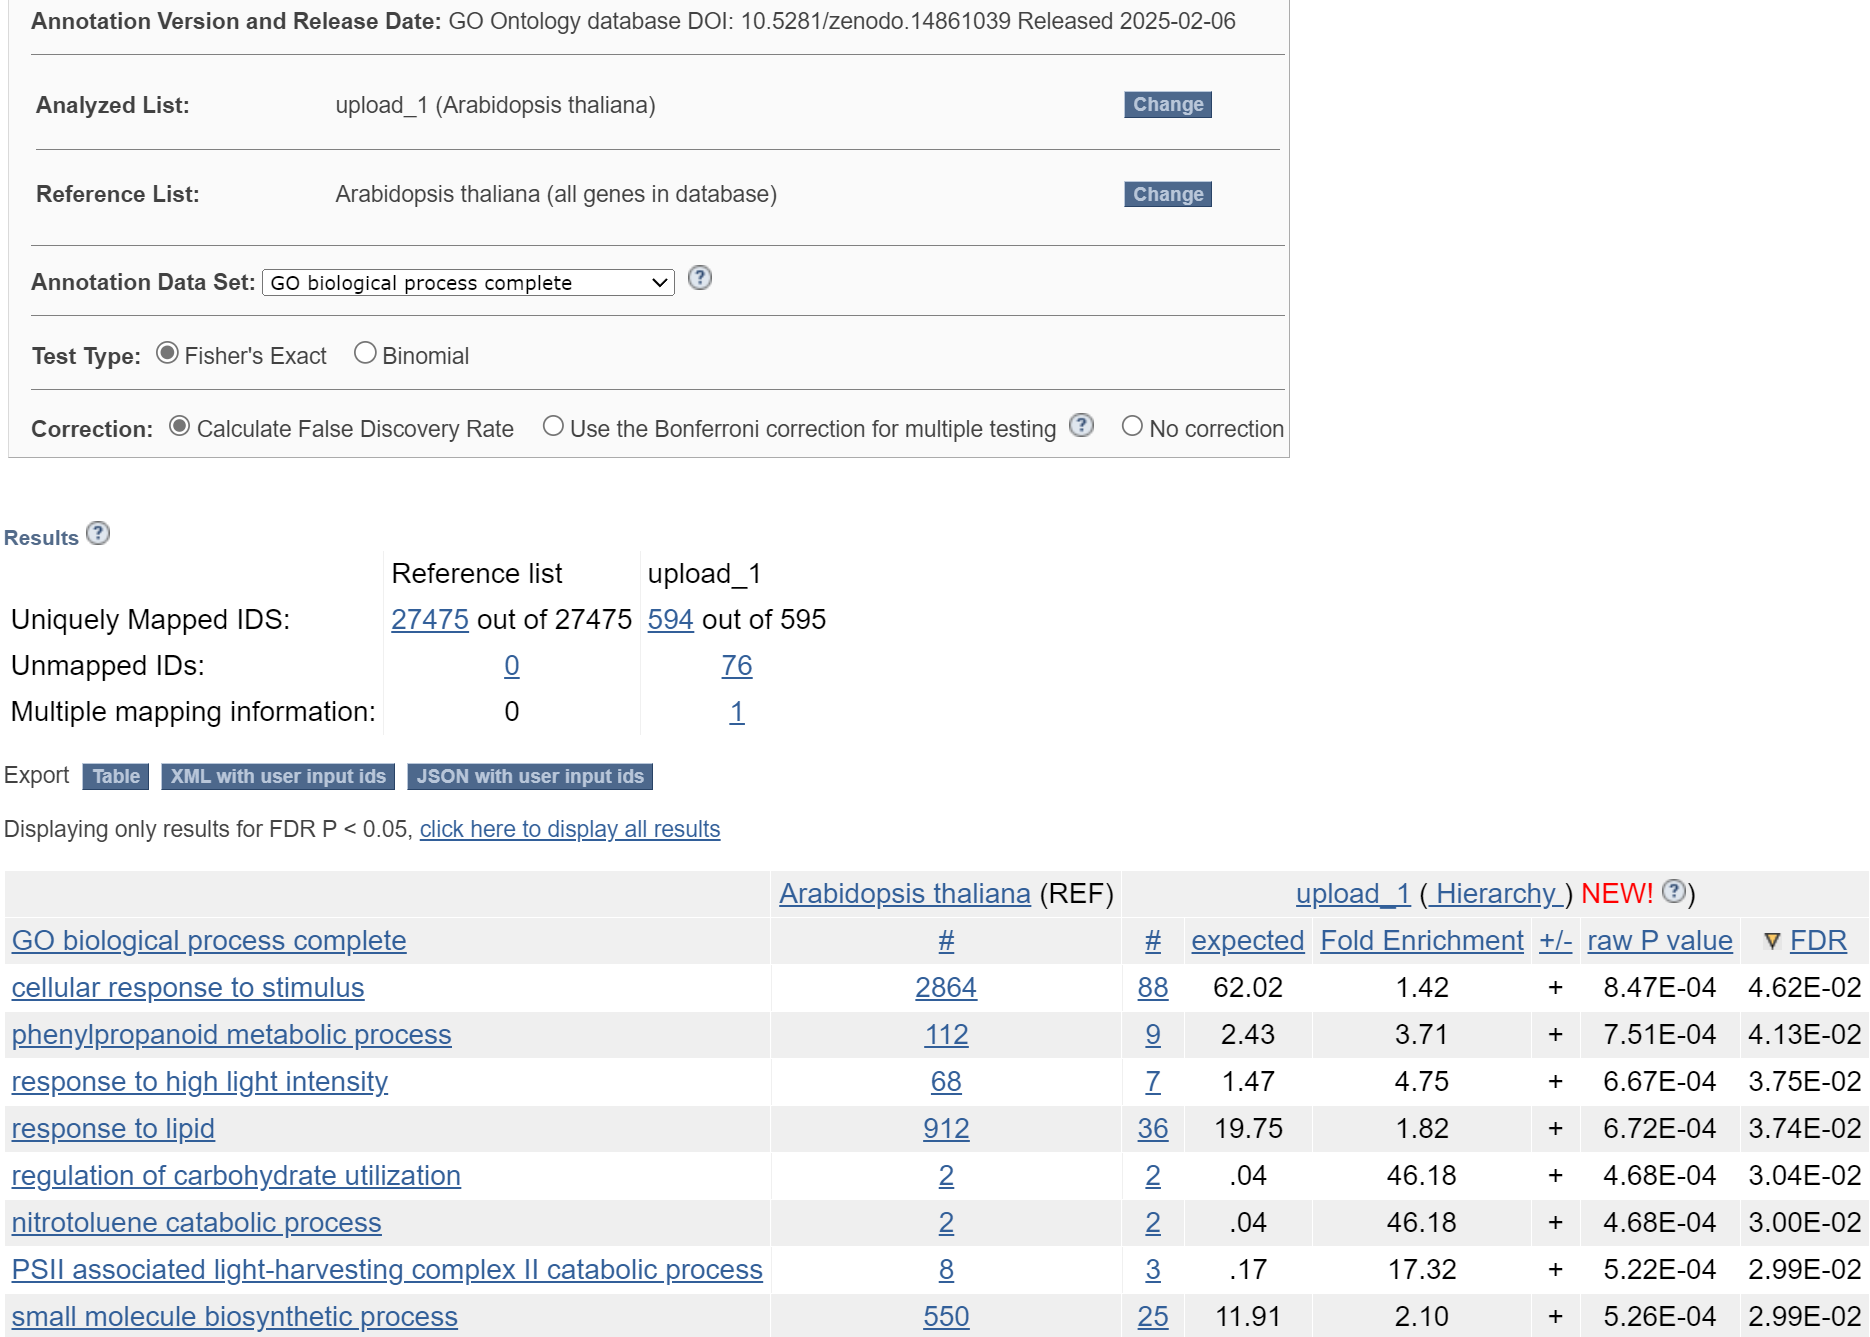 Annotation Version and Release Date: GO Ontology database DOI: 10.5281/zenodo.14861039 Released 2025-02-06
Analyzed List: upload_1 (Arabidopsis thaliana) Change
Reference List: Arabidopsis thaliana (all genes in database) Change
Annotation Data Set: GO biological process complete ?
Test Type: Fisher's Exact Binomial
Correction: Calculate False Discovery Rate Use the Bonferroni correction for multiple testing ? No correction
Results ?
Reference list upload_1
Uniquely Mapped IDS: 27475 out of 27475 594 out of 595
Unmapped IDs: 0 76
Multiple mapping information: 0 1
Export Table XML with user input ids JSON with user input ids
Displaying only results for FDR P < 0.05, click here to display all results
Arabidopsis thaliana (REF) upload_1 ( Hierarchy ) NEW! ?)
GO biological process complete # # expected Fold Enrichment +/- raw P value FDR
cellular response to stimulus 2864 88 62.02 1.42 + 8.47E-04 4.62E-02
phenylpropanoid metabolic process 112 9 2.43 3.71 + 7.51E-04 4.13E-02
response to high light intensity 68 7 1.47 4.75 + 6.67E-04 3.75E-02
response to lipid 912 36 19.75 1.82 + 6.72E-04 3.74E-02
regulation of carbohydrate utilization 2 2 .04 46.18 + 4.68E-04 3.04E-02
nitrotoluene catabolic process 2 2 .04 46.18 + 4.68E-04 3.00E-02
PSII associated light-harvesting complex II catabolic process 8 3 .17 17.32 + 5.22E-04 2.99E-02
small molecule biosynthetic process 550 25 11.91 2.10 + 5.26E-04 2.99E-02